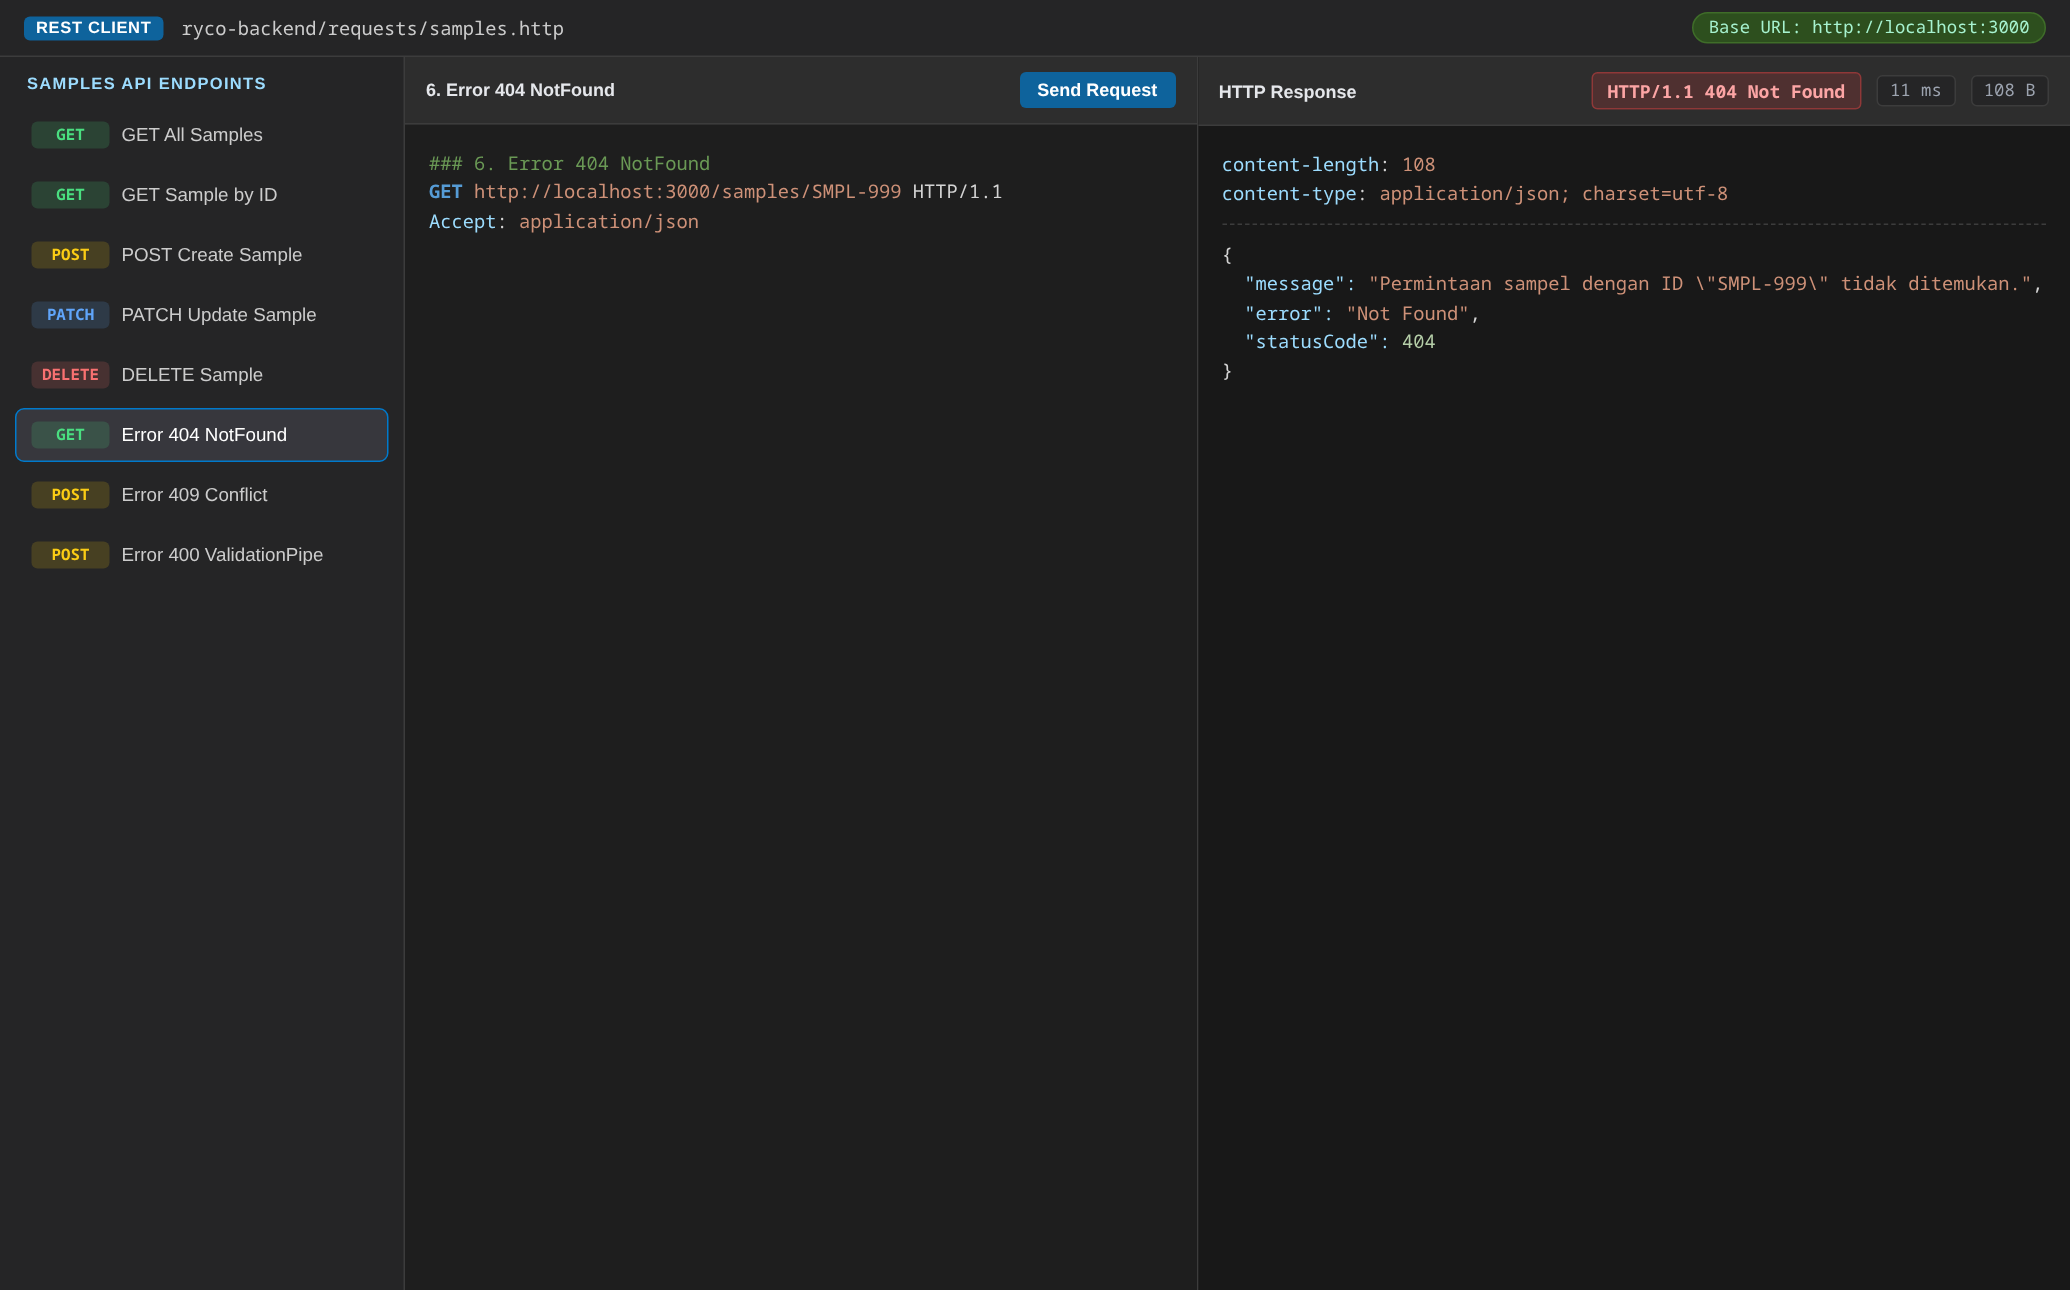 REST CLIENT ryco-backend/requests/samples.http Base URL: http://localhost:3000
SAMPLES API ENDPOINTS
GET GET All Samples
GET GET Sample by ID
POST POST Create Sample
PATCH PATCH Update Sample
DELETE DELETE Sample
GET Error 404 NotFound
POST Error 409 Conflict
POST Error 400 ValidationPipe
6. Error 404 NotFound Send Request
### 6. Error 404 NotFound
GET http://localhost:3000/samples/SMPL-999 HTTP/1.1
Accept: application/json
HTTP Response HTTP/1.1 404 Not Found 11 ms 108 B
content-length: 108
content-type: application/json; charset=utf-8
{
"message": "Permintaan sampel dengan ID \"SMPL-999\" tidak ditemukan.",
"error": "Not Found",
"statusCode": 404
}